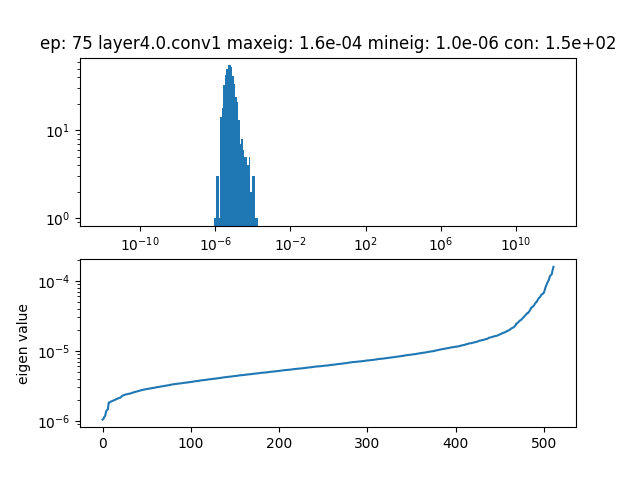 ep: 75 layer4.0.conv1 maxeig: 1.6e-04 mineig: 1.0e-06 con: 1.5e+02
10¹
10⁰
10⁻¹⁰ 10⁻⁶ 10⁻² 10² 10⁶ 10¹⁰
10⁻⁴
10⁻⁵
10⁻⁶
eigen value
0 100 200 300 400 500